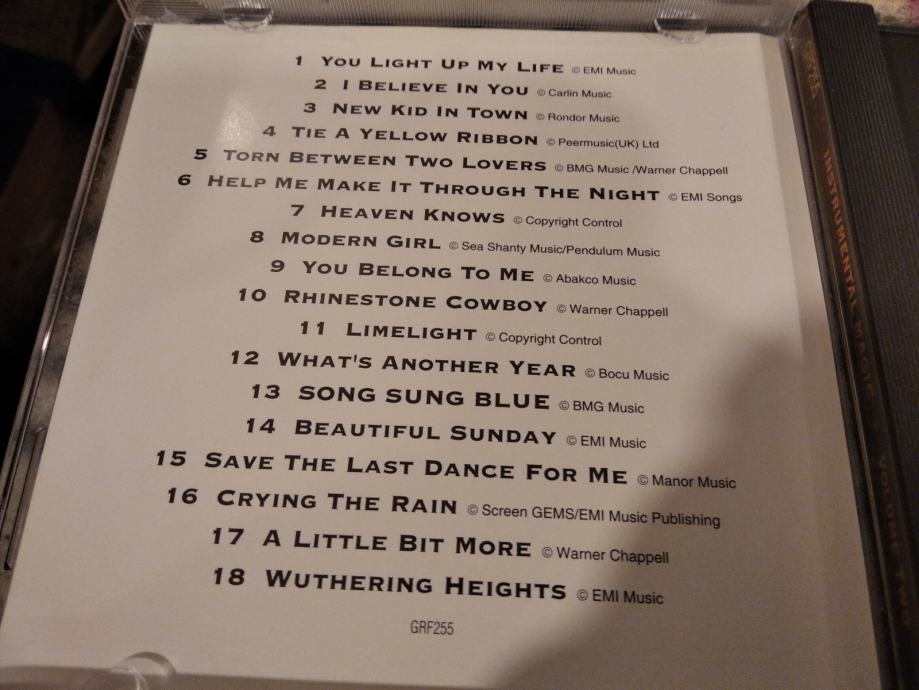 1 YOU LIGHT UP MY LIFE © EMI Music
2 I BELIEVE IN YOU © Carlin Music
3 NEW KID IN TOWN © Rondor Music
4 TIE A YELLOW RIBBON © Peermusic(UK) Ltd
5 TORN BETWEEN TWO LOVERS © BMG Music /Warner Chappell
6 HELP ME MAKE IT THROUGH THE NIGHT © EMI Songs
7 HEAVEN KNOWS © Copyright Control
8 MODERN GIRL © Sea Shanty Music/Pendulum Music
9 YOU BELONG TO ME © Abakco Music
10 RHINESTONE COWBOY © Warner Chappell
11 LIMELIGHT © Copyright Control
12 WHAT'S ANOTHER YEAR © Bocu Music
13 SONG SUNG BLUE © BMG Music
14 BEAUTIFUL SUNDAY © EMI Music
15 SAVE THE LAST DANCE FOR ME © Manor Music
16 CRYING THE RAIN © Screen GEMS/EMI Music Publishing
17 A LITTLE BIT MORE © Warner Chappell
18 WUTHERING HEIGHTS © EMI Music
GRF255
INSTRUMENTAL MAGIC VOLUME TWO